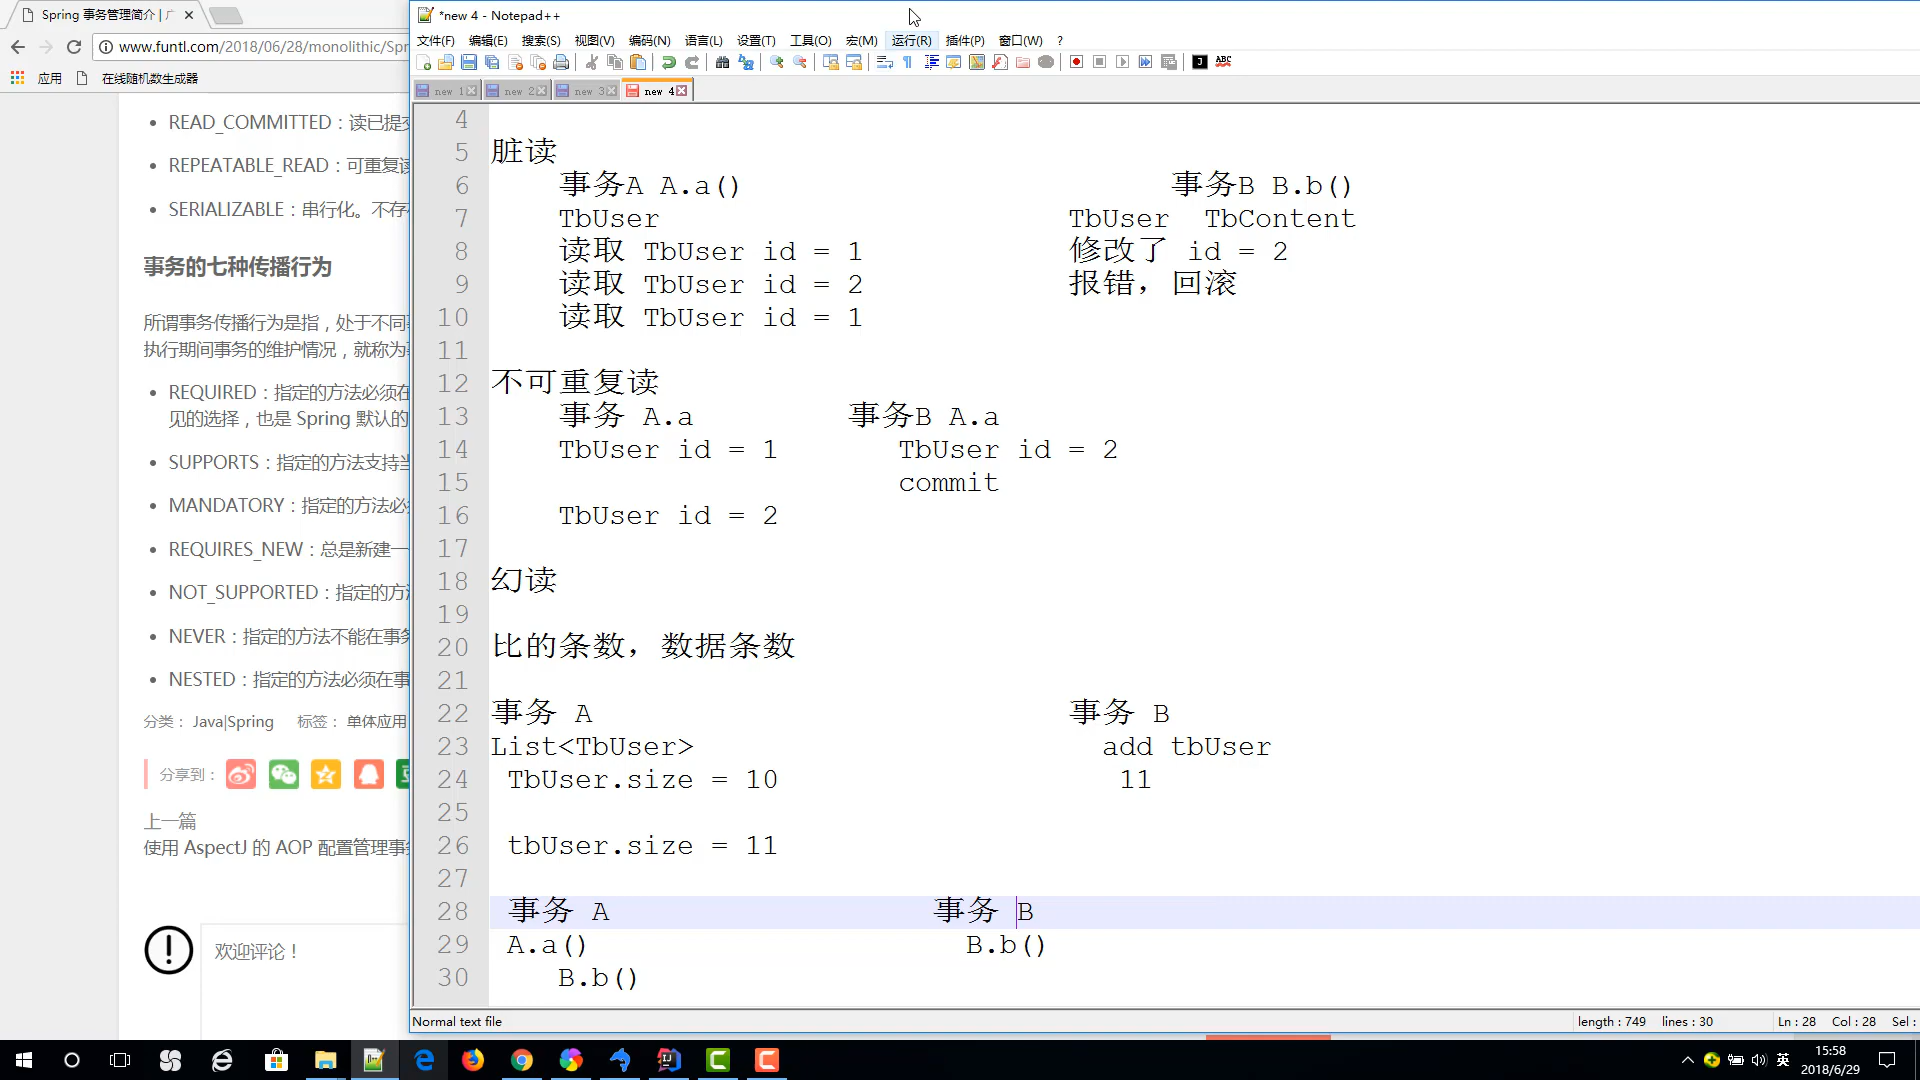 Spring 事务管理简介 | 广
*new 4 - Notepad++
www.funtl.com/2018/06/28/monolithic/Spr
文件(F) 编辑(E) 搜索(S) 视图(V) 编码(N) 语言(L) 设置(T) 工具(O) 宏(M) 运行(R) 插件(P) 窗口(W) ?
应用 在线随机数生成器
new 1 new 2 new 3 new 4
READ_COMMITTED：读已提交
REPEATABLE_READ：可重复读
SERIALIZABLE：串行化。不存
事务的七种传播行为
所谓事务传播行为是指，处于不同
执行期间事务的维护情况，就称为
REQUIRED：指定的方法必须在
见的选择，也是 Spring 默认的
SUPPORTS：指定的方法支持当
MANDATORY：指定的方法必
REQUIRES_NEW：总是新建一
NOT_SUPPORTED：指定的方
NEVER：指定的方法不能在事务
NESTED：指定的方法必须在事
分类： Java|Spring 标签： 单体应用
分享到：
上一篇
使用 AspectJ 的 AOP 配置管理事务
欢迎评论！
4
5 脏读
6 事务A A.a() 事务B B.b()
7 TbUser TbUser TbContent
8 读取 TbUser id = 1 修改了 id = 2
9 读取 TbUser id = 2 报错，回滚
10 读取 TbUser id = 1
11
12 不可重复读
13 事务 A.a 事务B A.a
14 TbUser id = 1 TbUser id = 2
15 commit
16 TbUser id = 2
17
18 幻读
19
20 比的条数，数据条数
21
22 事务 A 事务 B
23 List<TbUser> add tbUser
24 TbUser.size = 10 11
25
26 tbUser.size = 11
27
28 事务 A 事务 B
29 A.a() B.b()
30 B.b()
Normal text file length : 749 lines : 30 Ln : 28 Col : 28 Sel :
英 15:58
2018/6/29